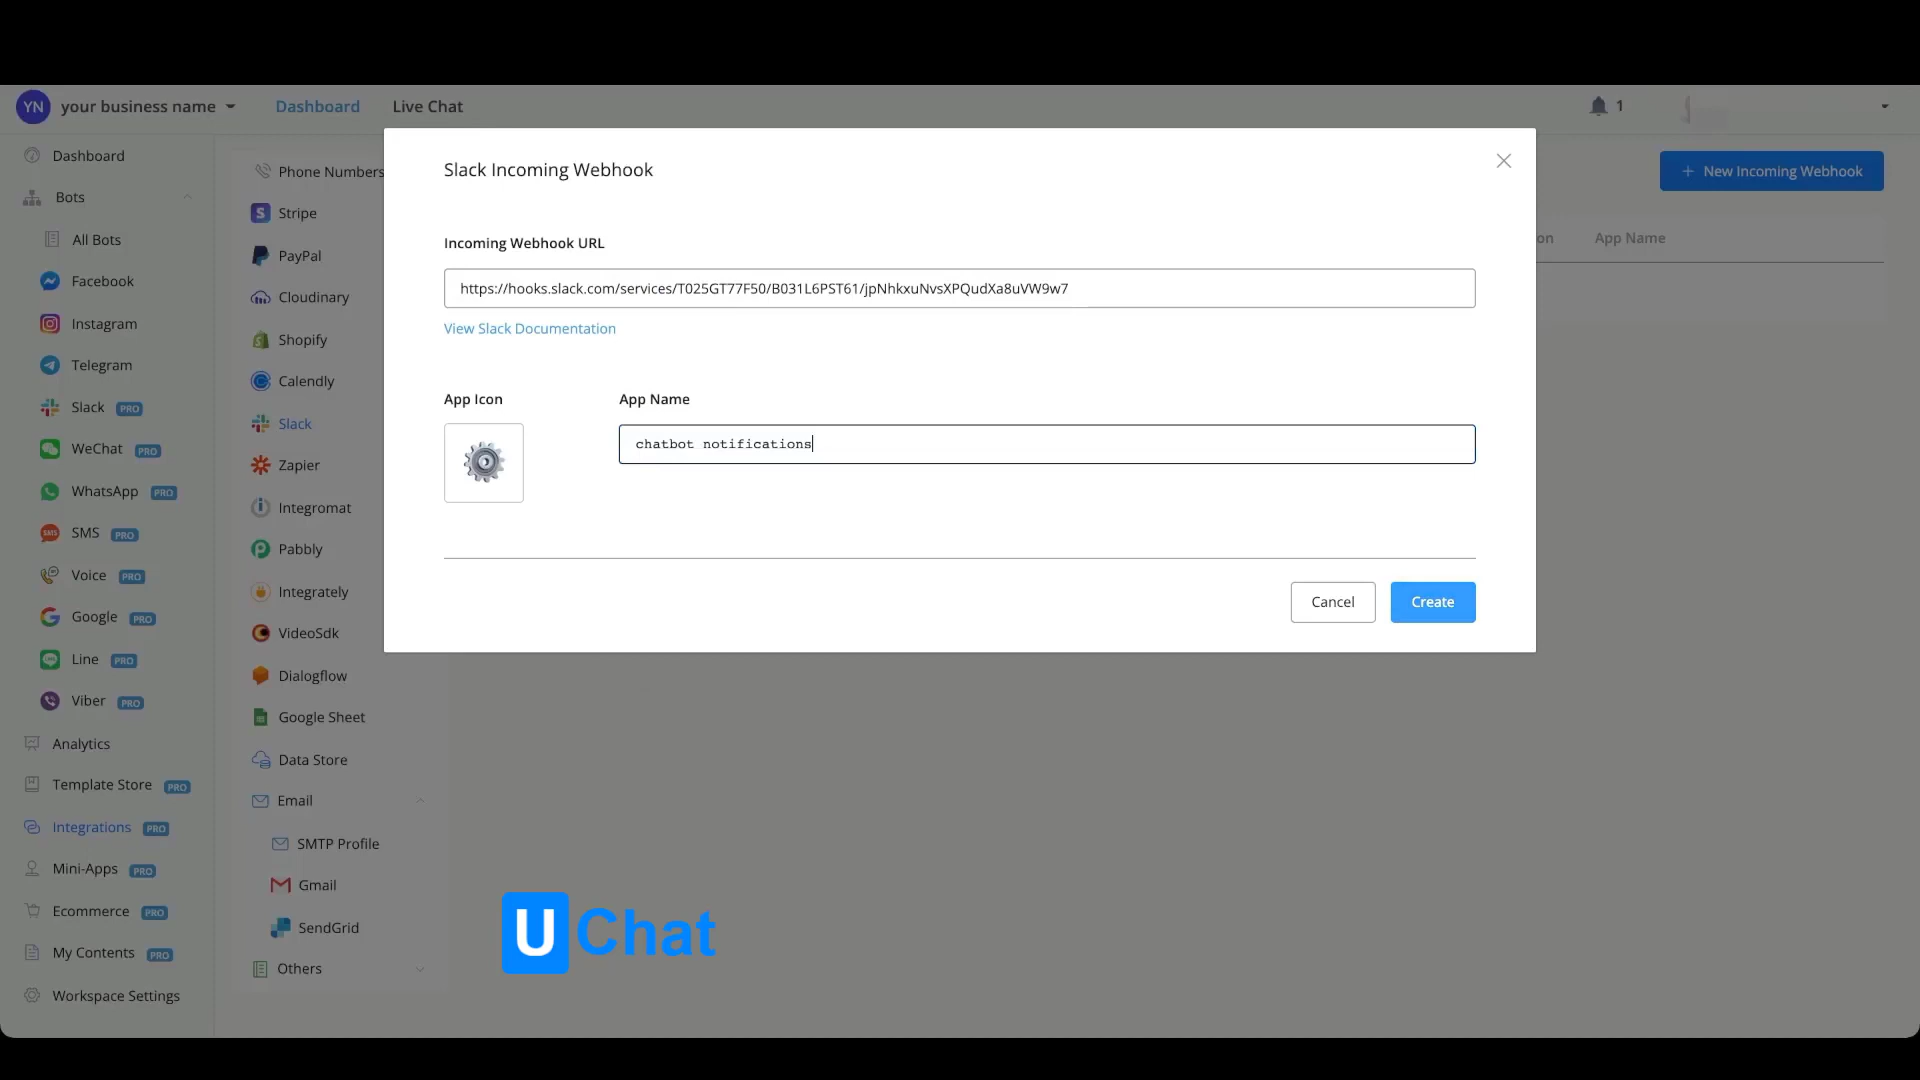 YN your business name Dashboard Live Chat 1
Dashboard
Bots
All Bots
Facebook
Instagram
Telegram
Slack PRO
WeChat PRO
WhatsApp PRO
SMS PRO
Voice PRO
Google PRO
Line PRO
Viber PRO
Analytics
Template Store PRO
Integrations PRO
Mini-Apps PRO
Ecommerce PRO
My Contents PRO
Workspace Settings
Phone Numbers
Stripe
PayPal
Cloudinary
Shopify
Calendly
Slack
Zapier
Integromat
Pabbly
Integrately
VideoSdk
Dialogflow
Google Sheet
Data Store
Email
SMTP Profile
Gmail
SendGrid
Others
Slack Incoming Webhook
Incoming Webhook URL
https://hooks.slack.com/services/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
View Slack Documentation
App Icon App Name
chatbot notifications
Cancel Create
+ New Incoming Webhook
on App Name
U Chat